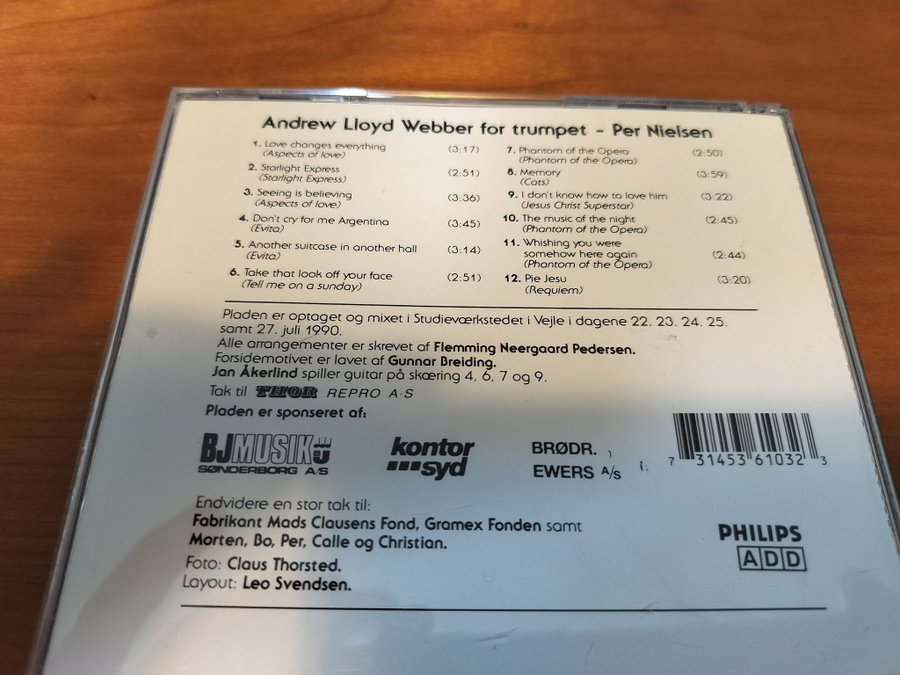 Andrew Lloyd Webber for trumpet – Per Nielsen
1. Love changes everything (3:17)
(Aspects of love)
2. Starlight Express (2:51)
(Starlight Express)
3. Seeing is believing (3:36)
(Aspects of love)
4. Don't cry for me Argentina (3:45)
(Evita)
5. Another suitcase in another hall (3:14)
(Evita)
6. Take that look off your face (2:51)
(Tell me on a sunday)
7. Phantom of the Opera (2:50)
(Phantom of the Opera)
8. Memory (3:59)
(Cats)
9. I don't know how to love him (3:22)
(Jesus Christ Superstar)
10. The music of the night (2.45)
(Phantom of the Opera)
11. Whishing you were
somehow here again (2:44)
(Phantom of the Opera)
12. Pie Jesu (3:20)
(Requiem)
Pladen er optaget og mixet i Studieværkstedet i Vejle i dagene 22. 23. 24. 25.
samt 27. juli 1990.
Alle arrangementer er skrevet af Flemming Neergaard Pedersen.
Forsidemotivet er lavet af Gunnar Breiding.
Jan Åkerlind spiller guitar på skæring 4, 6, 7 og 9.
Tak til THOR REPRO A·S
Pladen er sponseret af:
BJ MUSIK
SØNDERBORG A/S
kontor
syd
BRØDR.
EWERS A/S
7 31453 61032 3
Endvidere en stor tak til:
Fabrikant Mads Clausens Fond, Gramex Fonden samt
Morten, Bo, Per, Calle og Christian.
Foto: Claus Thorsted.
Layout: Leo Svendsen.
PHILIPS
ADD